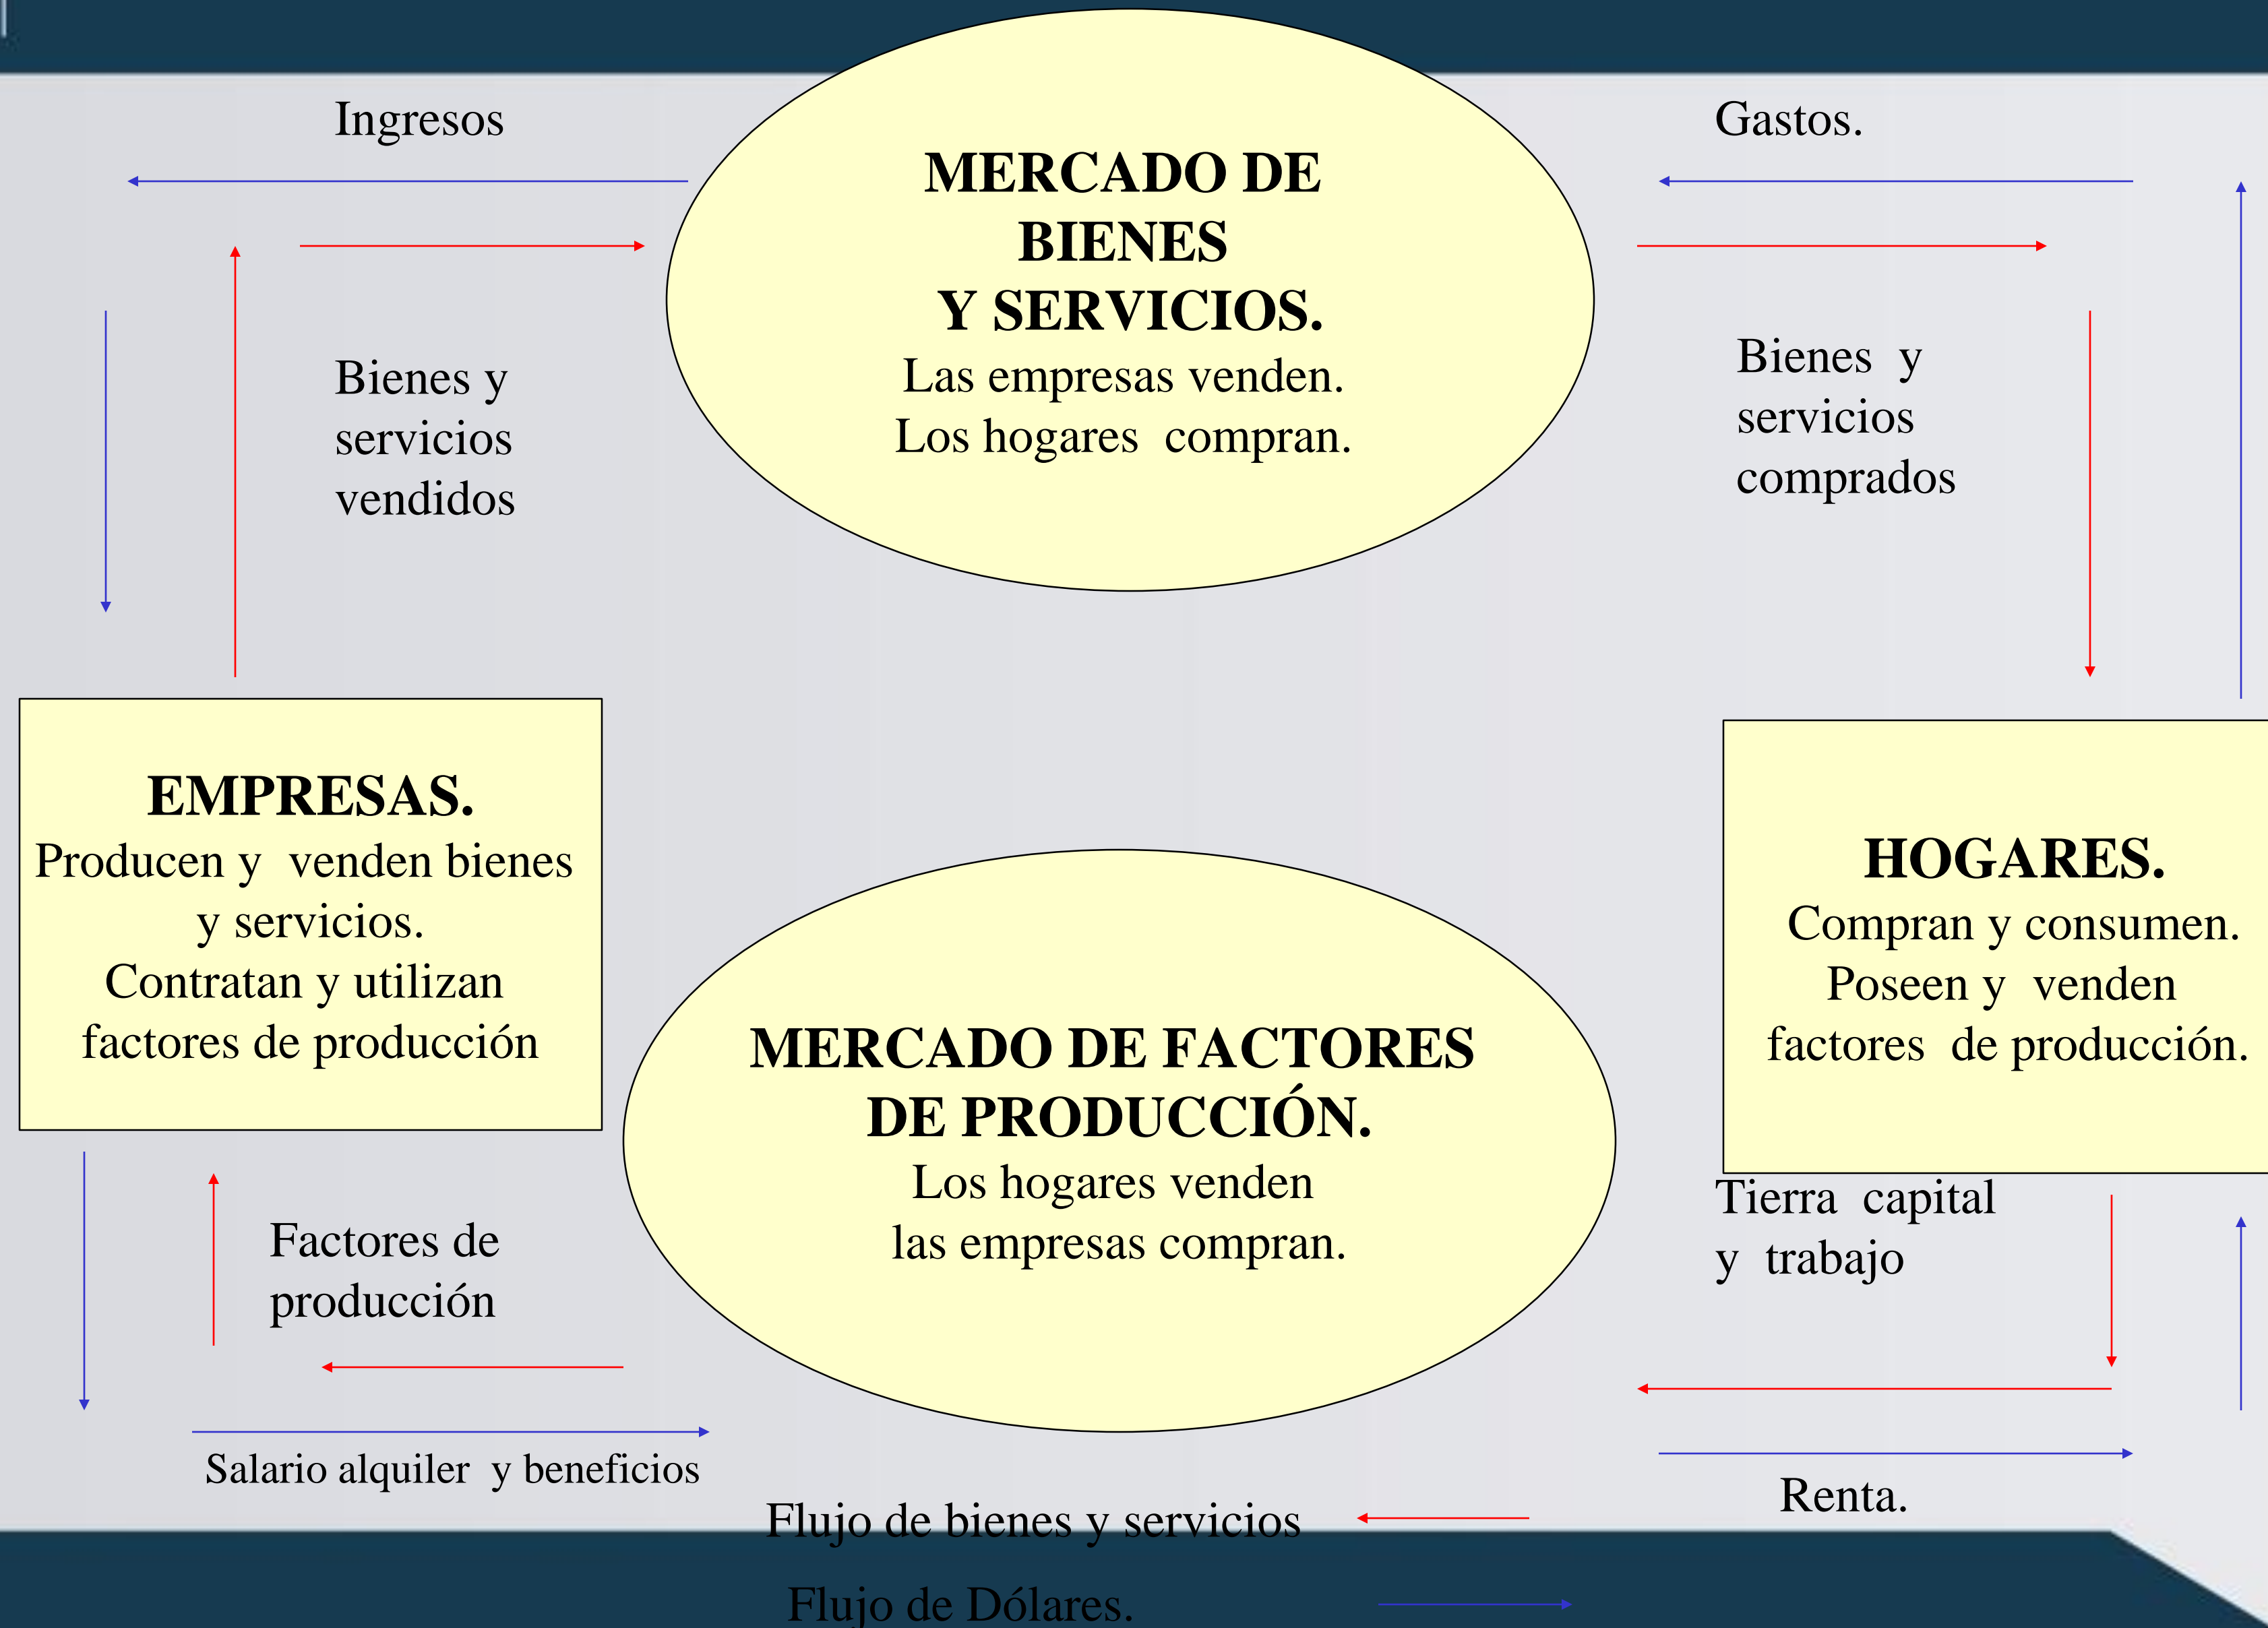 Ingresos
Gastos.
MERCADO DE
BIENES
Y SERVICIOS.
Las empresas venden.
Los hogares  compran.
Bienes y
servicios
vendidos
Bienes  y
servicios
comprados
EMPRESAS.
Producen y  venden bienes
y servicios.
Contratan y utilizan
factores de producción
HOGARES.
Compran y consumen.
Poseen y  venden
factores  de producción.
MERCADO DE FACTORES
DE PRODUCCIÓN.
Los hogares venden
las empresas compran.
Factores de
producción
Tierra  capital
y  trabajo
Salario alquiler  y beneficios
Renta.
Flujo de bienes y servicios
Flujo de Dólares.